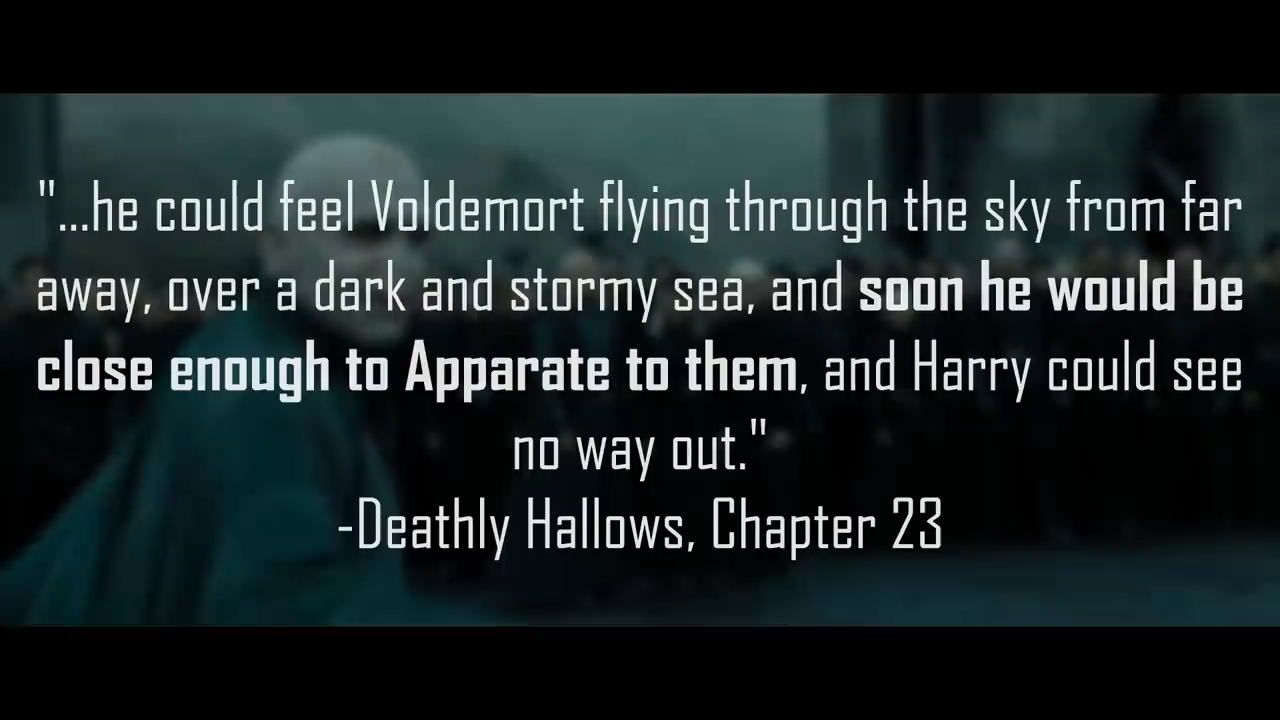 "...he could feel Voldemort flying through the sky from far
away, over a dark and stormy sea, and soon he would be
close enough to Apparate to them, and Harry could see
no way out."
-Deathly Hallows, Chapter 23